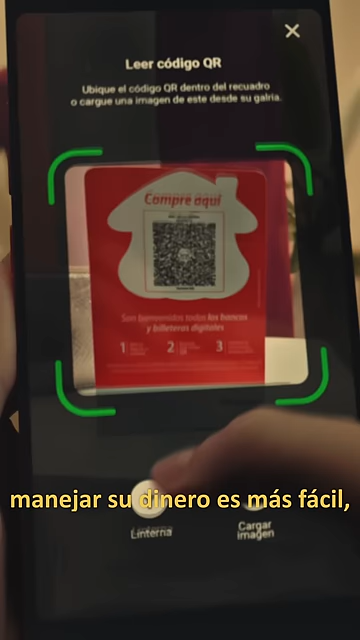 Leer código QR
Ubique el código QR dentro del recuadro
o cargue una imagen de este desde su galría.
Compre aquí
Son bienvenidos todos los bancos
y billeteras digitales
1 2 3
manejar su dinero es más fácil,
Linterna
Cargar
imagen